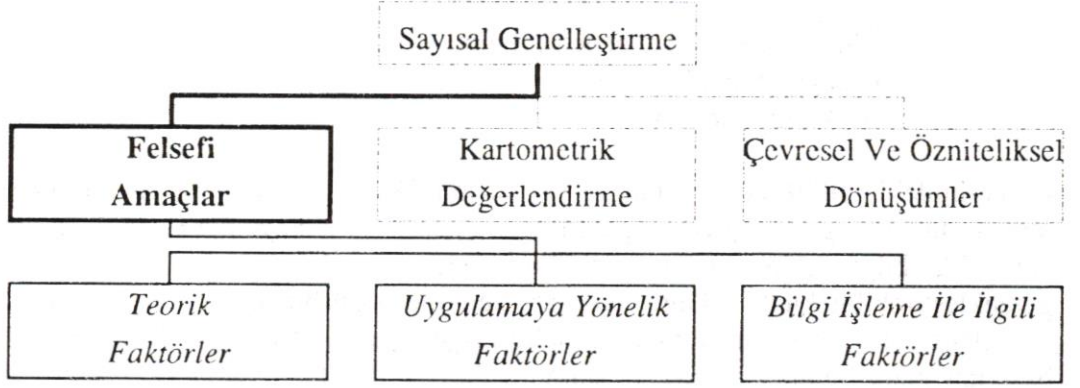 Sayısal Genelleştirme
Felsefi
Amaçlar
Kartometrik
Değerlendirme
Çevresel Ve Özniteliksel
Dönüşümler
Teorik
Faktörler
Uygulamaya Yönelik
Faktörler
Bilgi İşleme İle İlgili
Faktörler